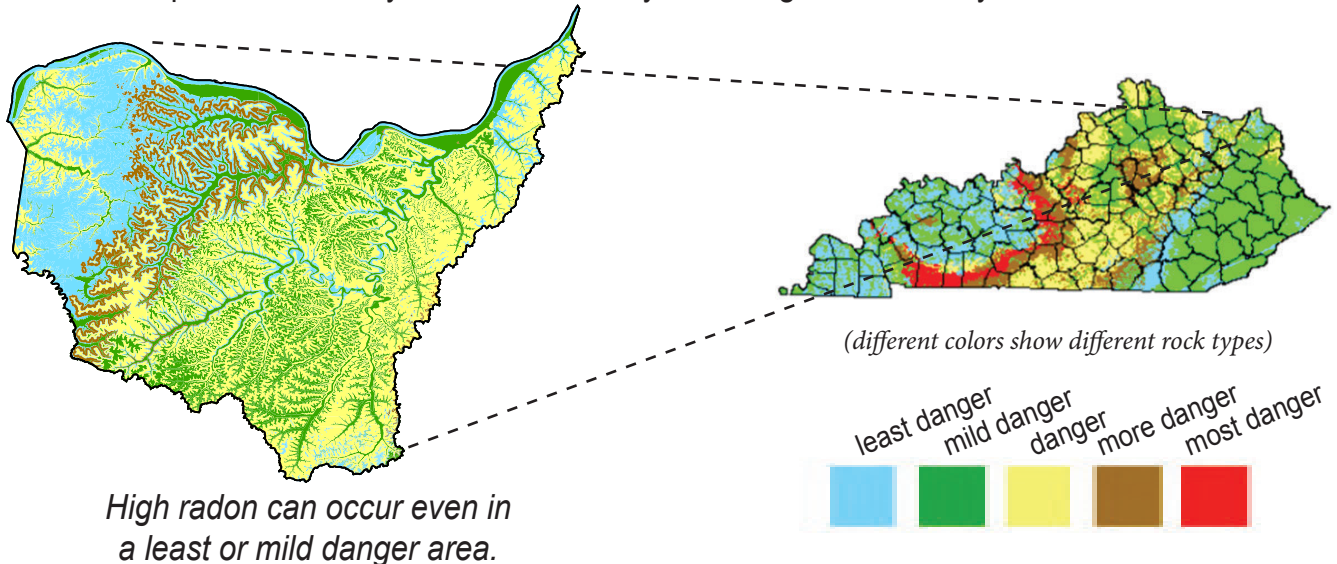 (different colors show different rock types)
least danger
mild danger
danger
more danger
most danger
High radon can occur even in
a least or mild danger area.